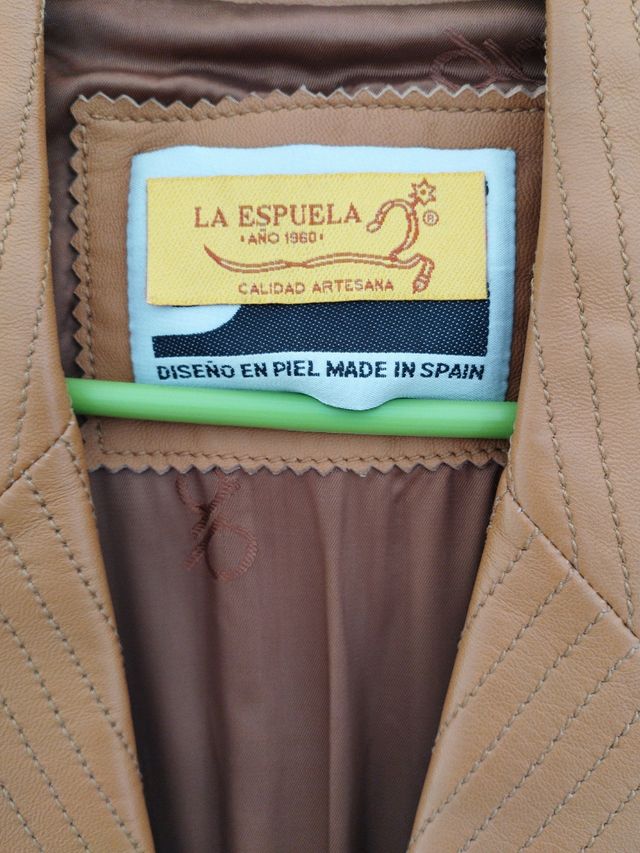 LA ESPUELA
AÑO 1960
®
CALIDAD ARTESANA
DISEÑO EN PIEL MADE IN SPAIN